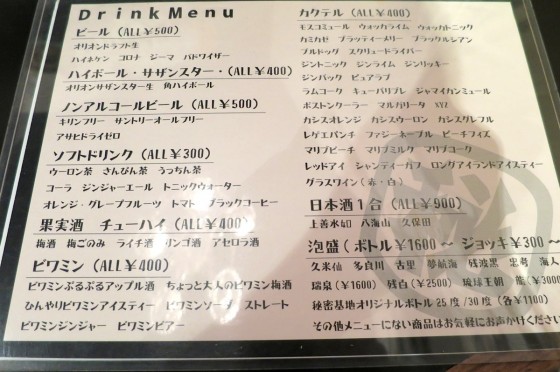 DrinkMenu
ビール (ALL￥500)
オリオンドラフト生
ハイネケン コロナ ジーマ バドワイザー
ハイボール・サザンスター・(ALL￥400)
オリオンサザンスター生 角ハイボール
ノンアルコールビール (ALL￥500)
キリンフリー サントリーオールフリー
アサヒドライゼロ
ソフトドリンク (ALL￥300)
ウーロン茶 さんぴん茶 うっちん茶
コーラ ジンジャーエール トニックウォーター
オレンジ・グレープフルーツ トマト ブラックコーヒー
果実酒 チューハイ (ALL￥400)
梅酒 梅ごのみ ライチ酒 リンゴ酒 アセロラ酒
ビワミン (ALL￥400)
ビワミンぷるぷるアップル酒 ちょっと大人のビワミン梅酒
ひんやりビワミンアイスティー ビワミンソーダ ストレート
ビワミンジンジャー ビワミンビアー
カクテル (ALL￥400)
モスコミュール ウォッカライム ウォッカトニック
カミカゼ ブラッティーメリー ブラックルシアン
ブルドッグ スクリュードライバー
ジントニック ジンライム ジンリッキー
ジンバック ピュアラブ
ラムコーク キューバリブレ ジャマイカンミュール
ボストンクーラー マルガリータ XYZ
カシスオレンジ カシスウーロン カシスグレフル
レゲエパンチ ファジーネーブル ピーチフィズ
マリブビーチ マリブミルク マリブコーク
レッドアイ シャンティーガフ ロングアイランドアイスティー
グラスワイン (赤・白)
日本酒1合 (ALL￥900)
上善水如 八海山 久保田
泡盛 (ボトル￥1600～ ジョッキ￥300～
久米仙 多良川 古里 夢航海 残波黒 忠孝 海人
瑞泉 (￥1600) 残白 (￥2500) 琉球王朝 龍 (￥3000
秘密基地オリジナルボトル25度/30度 (各￥1100)
その他メニューにない商品はお気軽にお声かけください